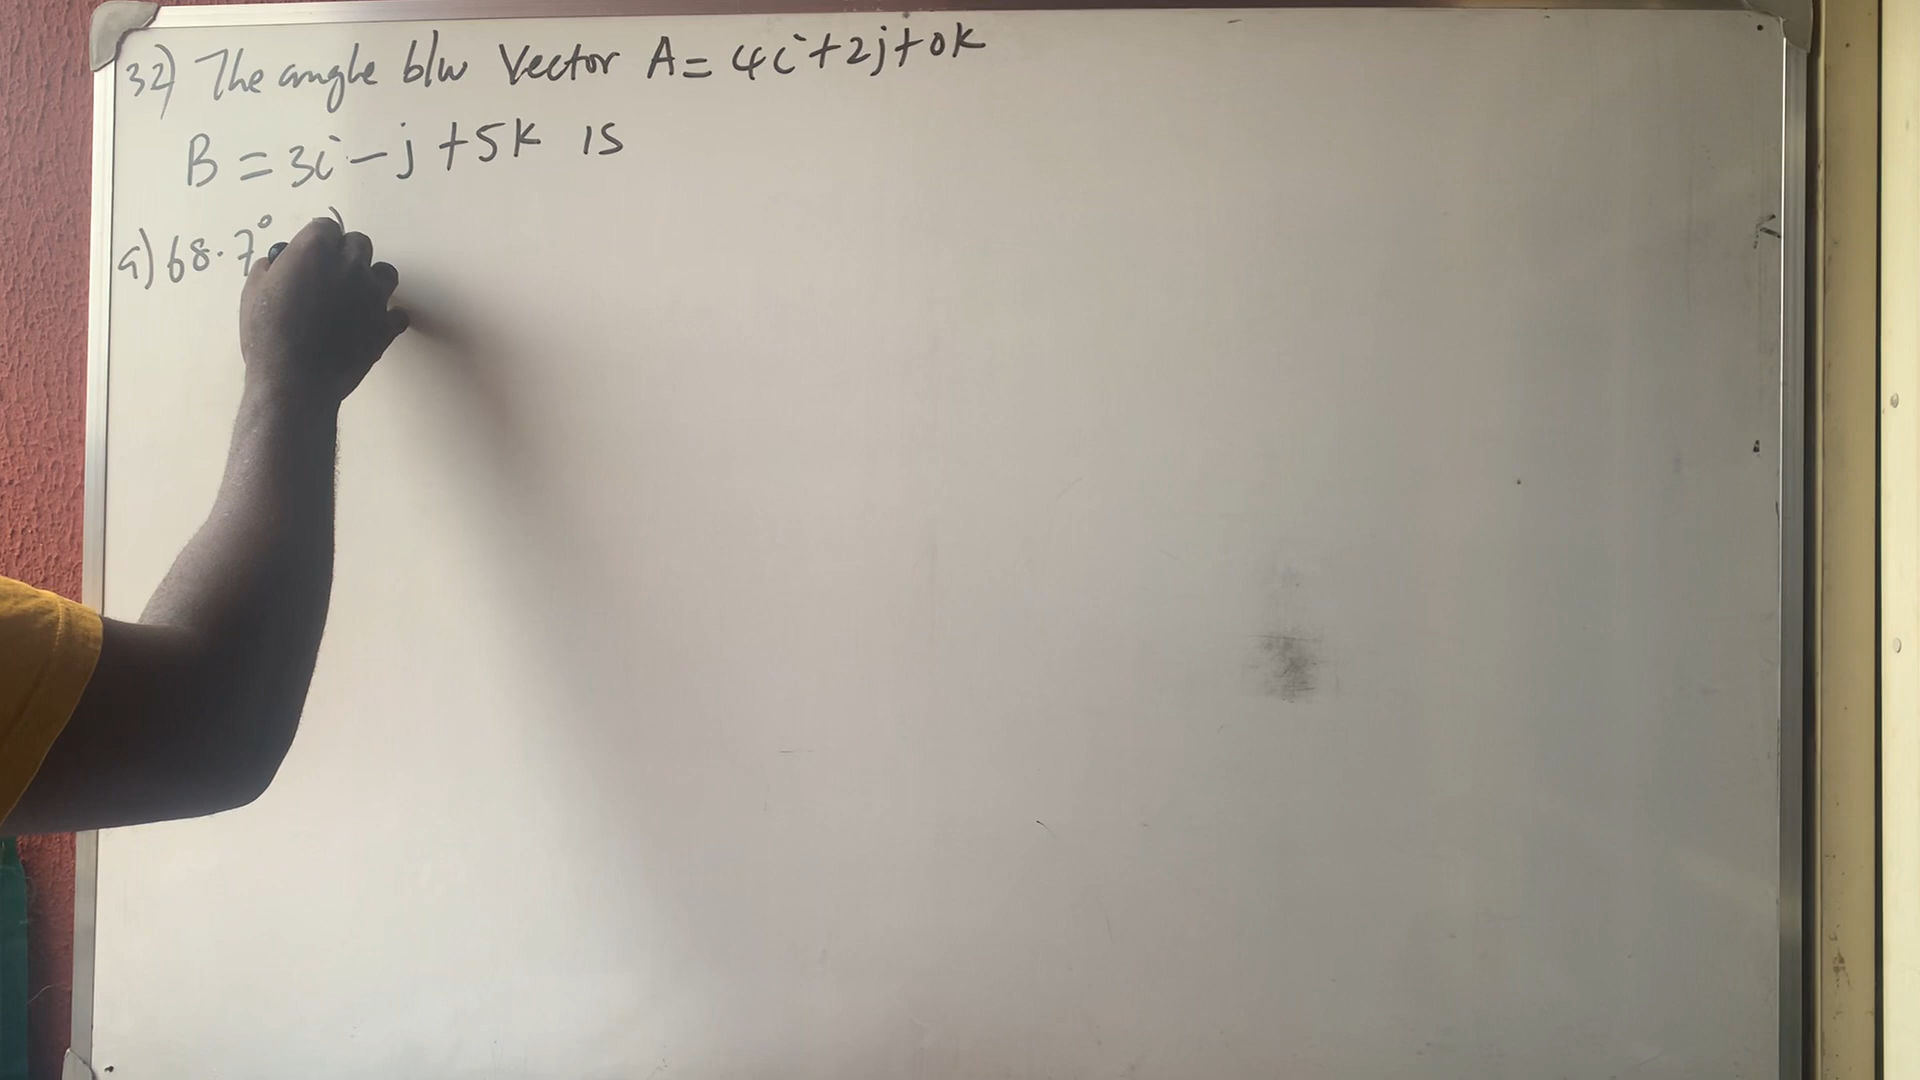 32) The angle b/w Vector A = 4i + 2j + 0k
B = 3i - j + 5k is
a) 68.7°